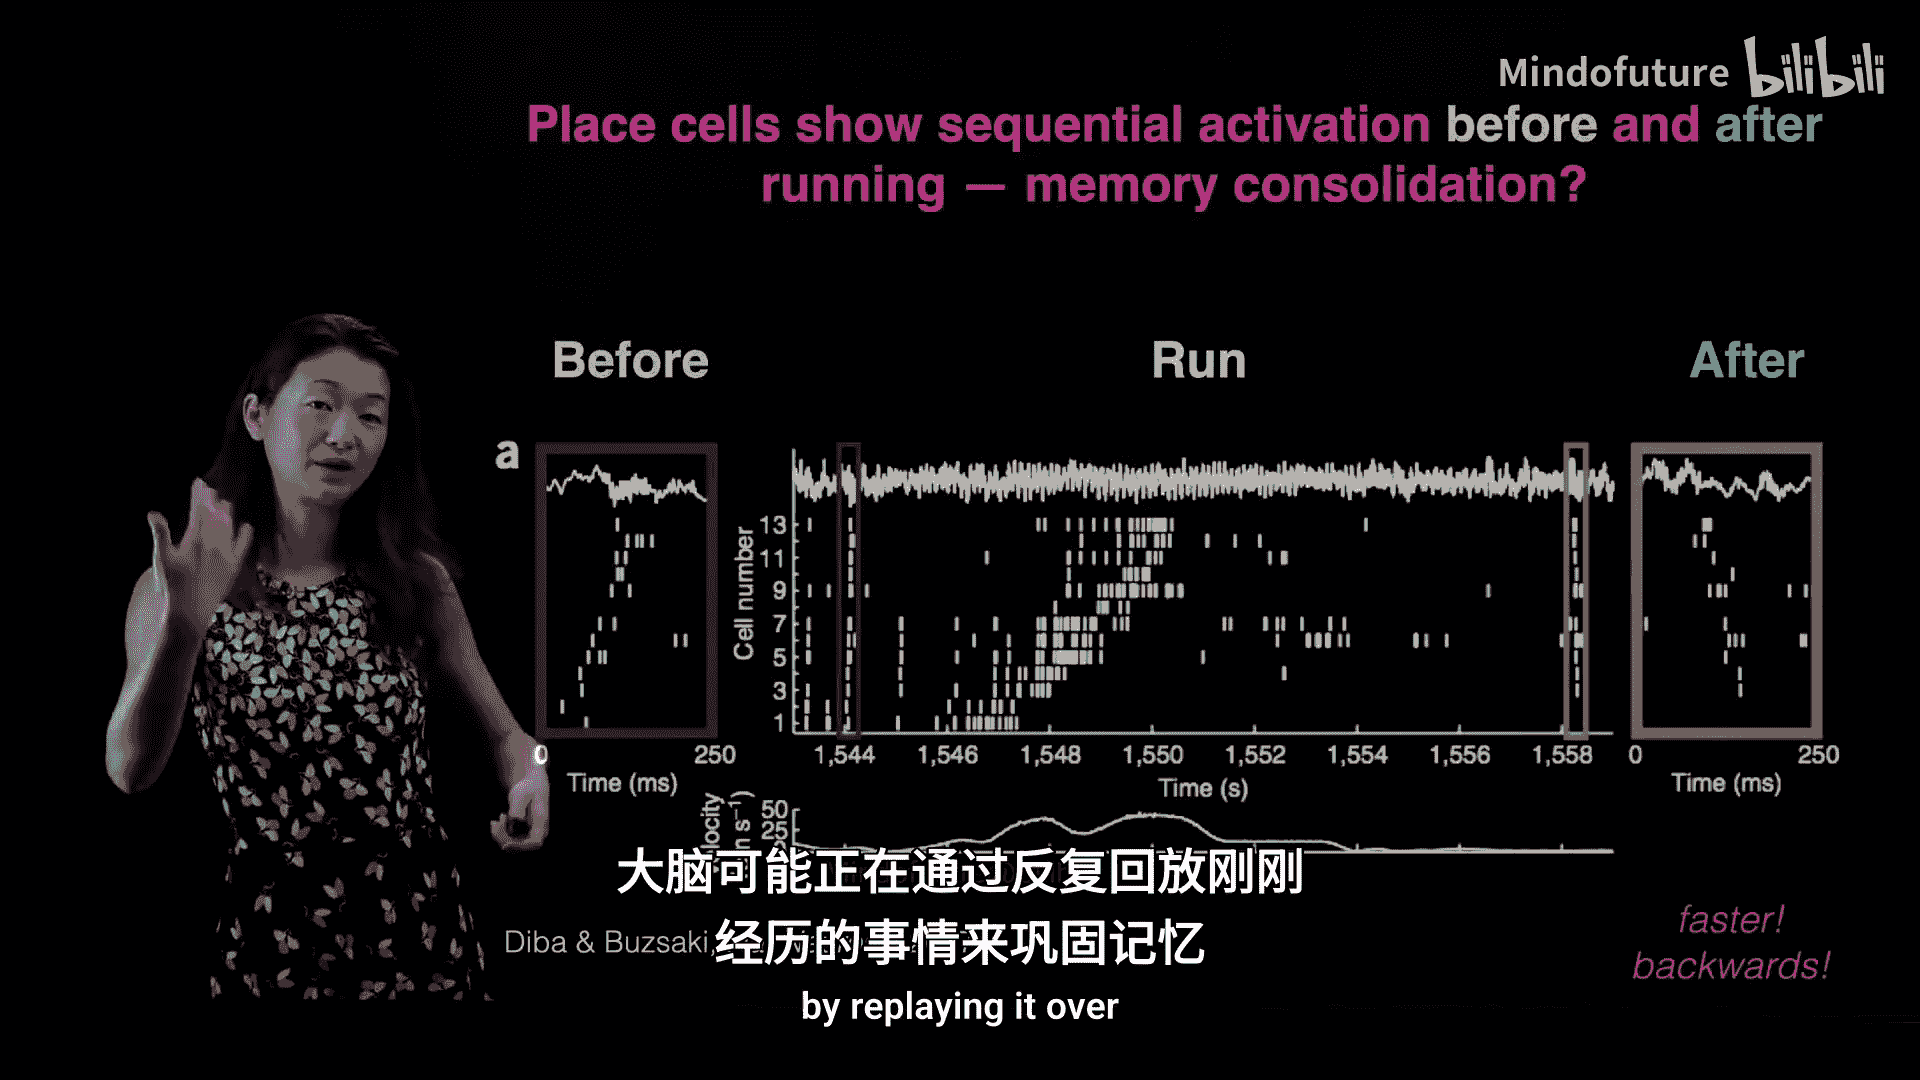 Mindofuture bilibili
Place cells show sequential activation before and after
running — memory consolidation?
Before
Run
After
a
Cell number
13
11
9
7
5
3
1
0
250
1,544
1,546
1,548
1,550
1,552
1,554
1,556
1,558
0
250
Time (ms)
Time (s)
Time (ms)
50
25
大脑可能正在通过反复回放刚刚
faster!
Diba & Buzsaki,
经历的事情来巩固记忆
backwards!
by replaying it over